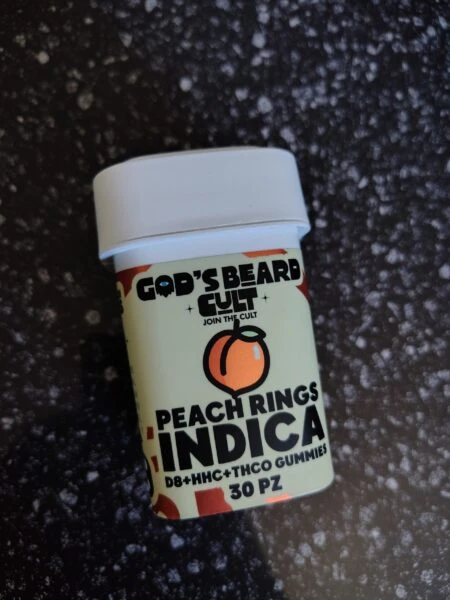 GOD'S BEARD
CULT
JOIN THE CULT
PEACH RINGS
INDICA
D8+HHC+THCO GUMMIES
30 PZ